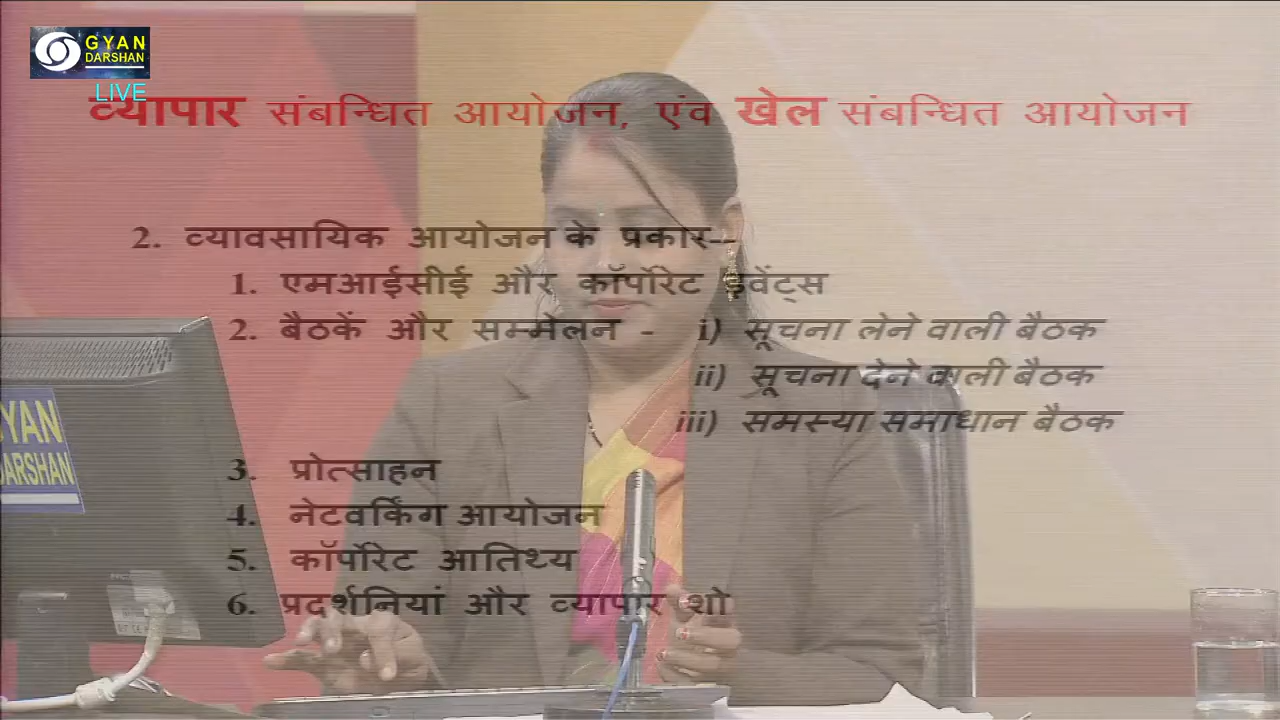 GYAN
DARSHAN
LIVE
व्यापार संबन्धित आयोजन, एंव खेल संबन्धित आयोजन
2. व्यावसायिक आयोजन के प्रकार--
1. एमआईसीई और कॉर्पोरेट इवेंट्स
2. बैठकें और सम्मेलन - i) सूचना लेने वाली बैठक
ii) सूचना देने वाली बैठक
iii) समस्या समाधान बैठक
3. प्रोत्साहन
4. नेटवर्किंग आयोजन
5. कॉर्पोरेट आतिथ्य
6. प्रदर्शनियां और व्यापार शो
YAN
DARSHAN